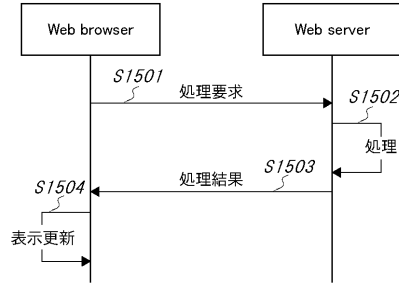 Web browser
Web server
S1501
処理要求
S1502
処理
S1503
処理結果
S1504
表示更新